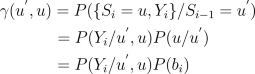 γ(u′, u) = P({S_i = u, Y_i}/S_{i−1} = u′)
= P(Y_i/u′, u)P(u/u′)
= P(Y_i/u′, u)P(b_i)